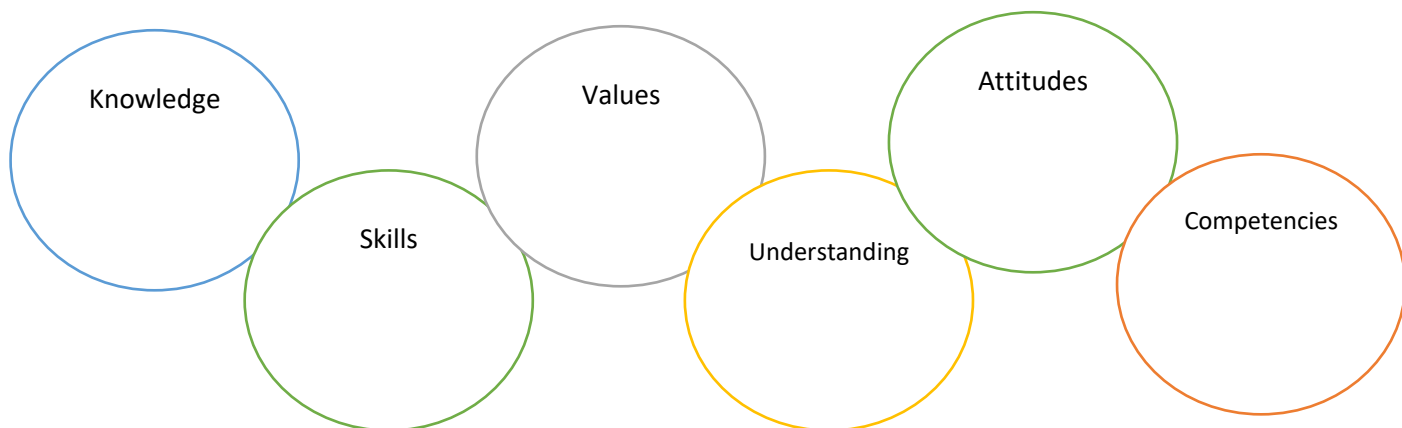 Knowledge
Skills
Values
Understanding
Attitudes
Competencies